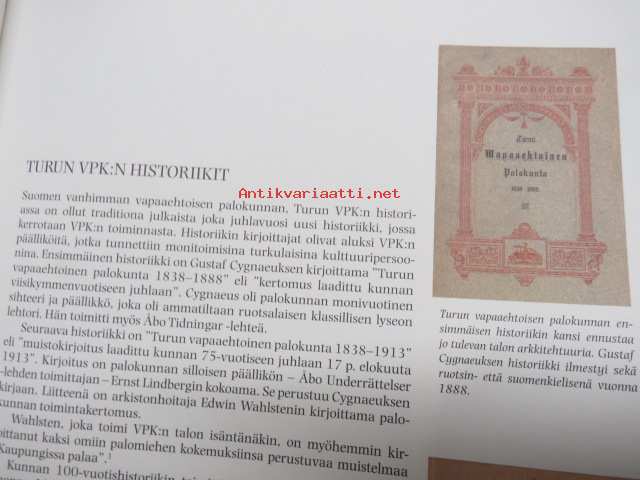 TURUN VPK:N HISTORIIKIT
Antikvariaatti.net
Suomen vanhimman vapaaehtoisen palokunnan, Turun VPK:n histori-
assa on ollut traditiona julkaista joka juhlavuosi uusi historiikki, jossa
kerrotaan VPK:n toiminnasta. Historiikin kirjoittajat olivat aluksi VPK:n
päälliköitä, jotka tunnettiin monitoimisina turkulaisina kulttuuripersoo-
nina. Ensimmäinen historiikki on Gustaf Cygnaeuksen kirjoittama "Turun
vapaaehtoinen palokunta 1838–1888" eli "kertomus laadittu kunnan
viisikymmenvuotiseen juhlaan". Cygnaeus oli palokunnan monivuotinen
sihteeri ja päällikkö, joka oli ammatiltaan ruotsalaisen klassillisen lyseon
lehtori. Hän toimitti myös Åbo Tidningar -lehteä.
Seuraava historiikki on "Turun vapaaehtoinen palokunta 1838–1913"
eli "muistokirjoitus laadittu kunnan 75-vuotiseen juhlaan 17 p. elokuuta
1913". Kirjoitus on palokunnan silloisen päällikön – Åbo Underrättelser
-lehden toimittajan – Ernst Lindbergin kokoama. Se perustuu Cygnaeuksen
kirjaan. Liitteenä on arkistonhoitaja Edwin Wahlstenin kirjoittama palo-
kunnan toimintakertomus.
Wahlsten, joka toimi VPK:n talon isäntänäkin, on myöhemmin kir-
oittanut kaksi omiin palomiehen kokemuksiinsa perustuvaa muistelmaa
Kaupungissa palaa".¹
Kunnan 100-vuotishistoriikin
Turun
Wapaaehtoinen
Palokunta
1838 1888.
Turun vapaaehtoisen palokunnan en-
simmäisen historiikin kansi ennustaa
jo tulevan talon arkkitehtuuria. Gustaf
Cygnaeuksen historiikki ilmestyi sekä
ruotsin- että suomenkielisenä vuonna
1888.